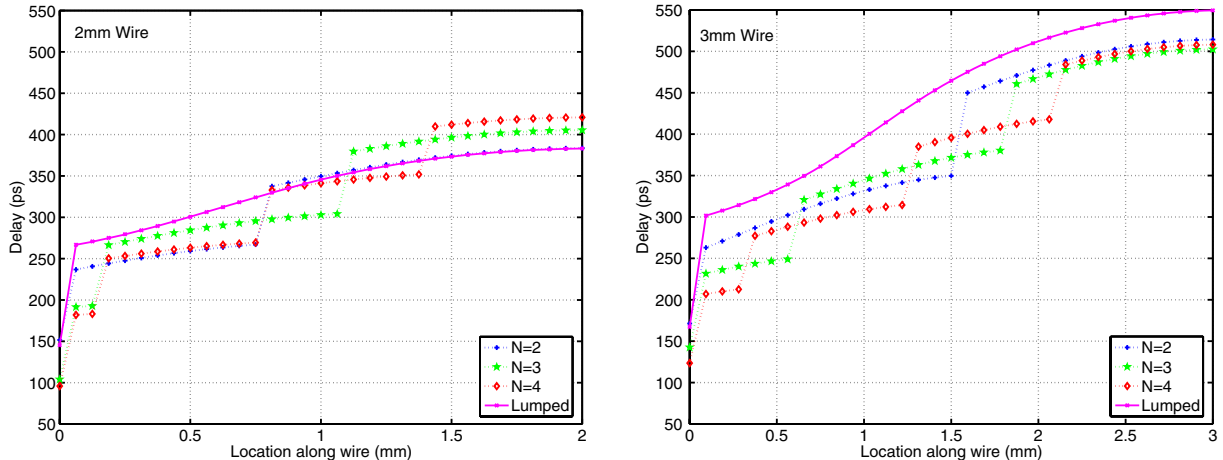 2mm Wire
Delay (ps)
550
500
450
400
350
300
250
200
150
100
50
0
0.5
1
1.5
2
Location along wire (mm)
N=2
N=3
N=4
Lumped
3mm Wire
Delay (ps)
550
500
450
400
350
300
250
200
150
100
50
0
0.5
1
1.5
2
2.5
3
Location along wire (mm)
N=2
N=3
N=4
Lumped